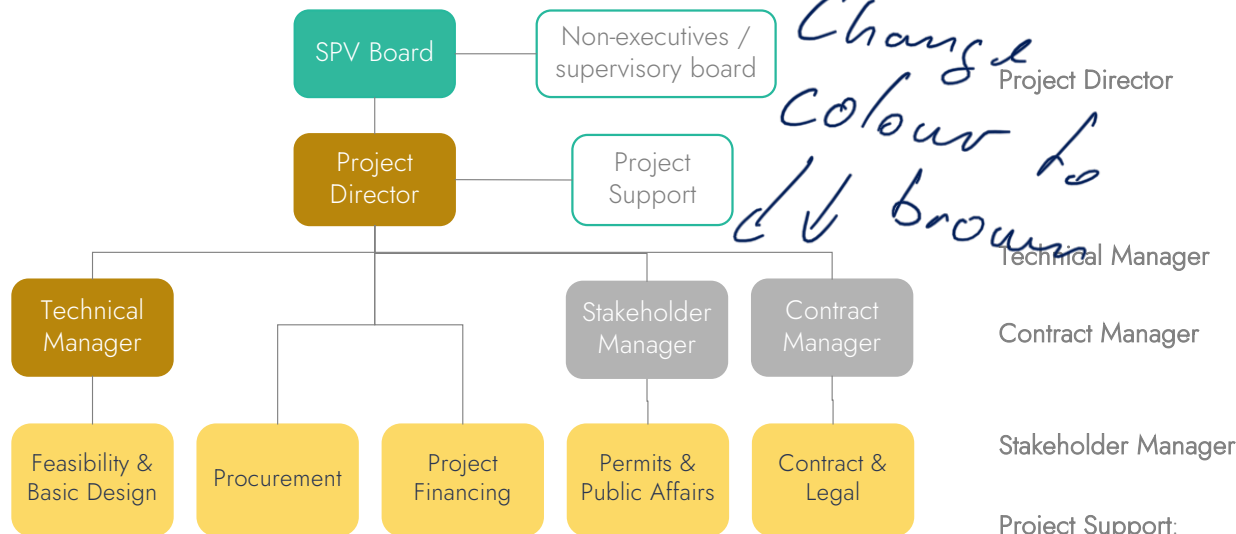 SPV Board
Non-executives /
supervisory board
Change
colour to
brown
Project
Director
Project
Support
Technical
Manager
Stakeholder
Manager
Contract
Manager
Feasibility &
Basic Design
Procurement
Project
Financing
Permits &
Public Affairs
Contract &
Legal
Project Director
Technical Manager
Contract Manager
Stakeholder Manager
Project Support: